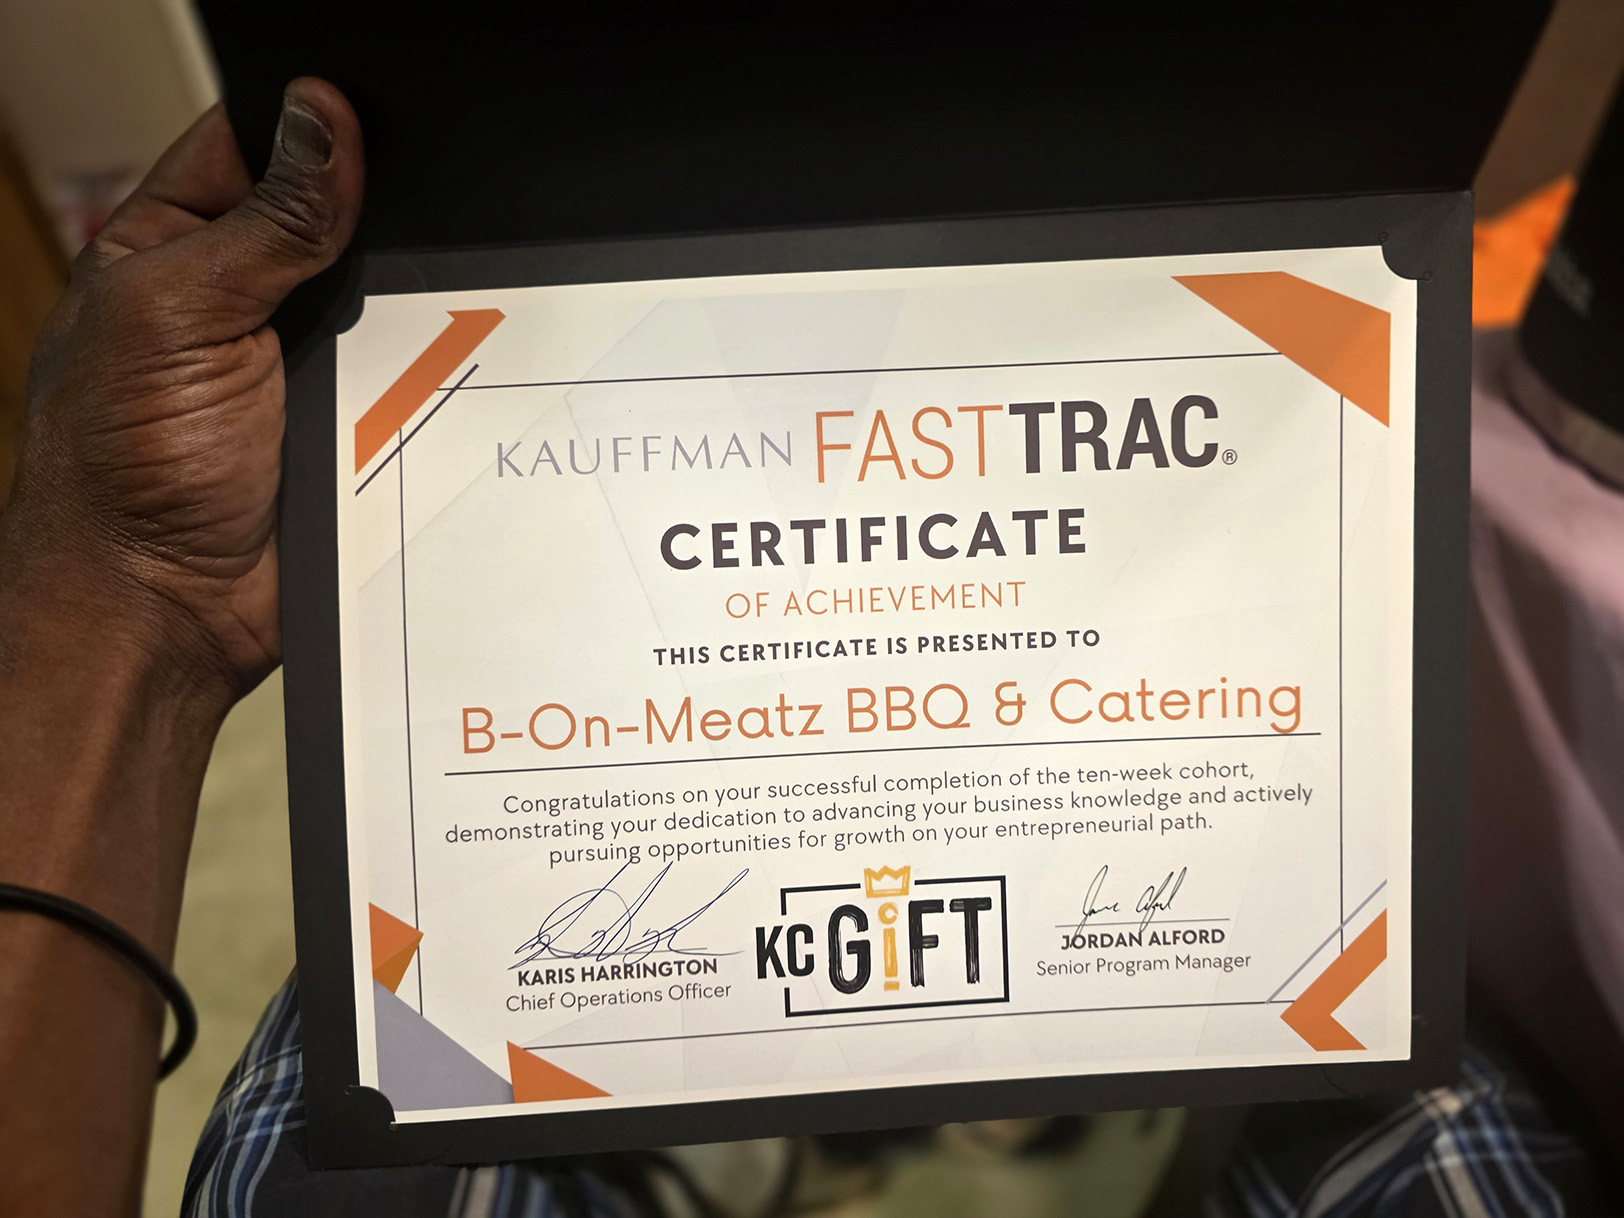 KAUFFMAN FASTTRAC®
CERTIFICATE
OF ACHIEVEMENT
THIS CERTIFICATE IS PRESENTED TO
B-On-Meatz BBQ & Catering
Congratulations on your successful completion of the ten-week cohort,
demonstrating your dedication to advancing your business knowledge and actively
pursuing opportunities for growth on your entrepreneurial path.
KARIS HARRINGTON
Chief Operations Officer
KC GiFT
JORDAN ALFORD
Senior Program Manager